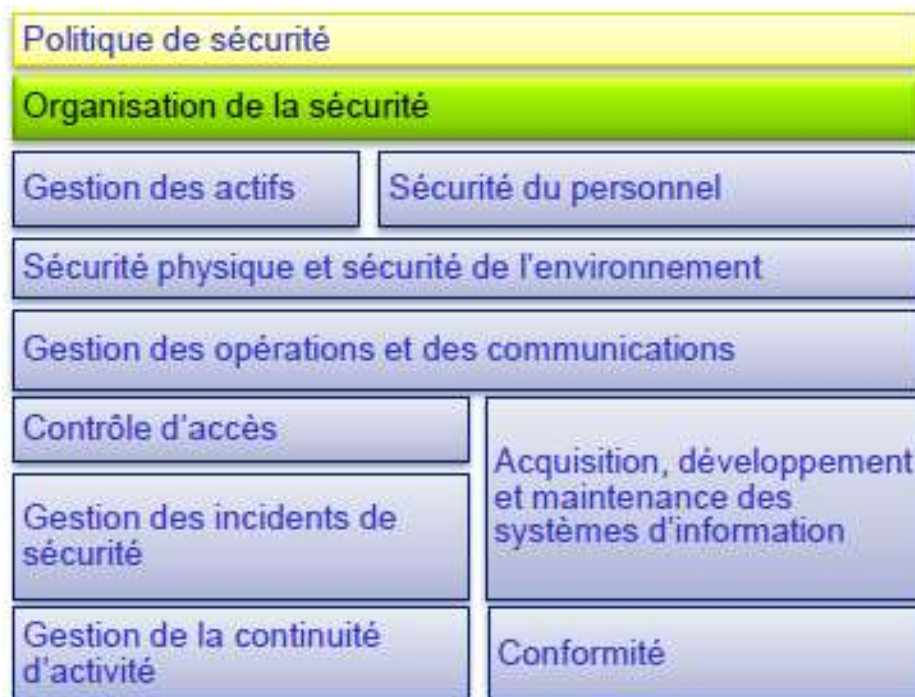 Politique de sécurité
Organisation de la sécurité
Gestion des actifs
Sécurité du personnel
Sécurité physique et sécurité de l'environnement
Gestion des opérations et des communications
Contrôle d'accès
Acquisition, développement
et maintenance des
systèmes d'information
Gestion des incidents de
sécurité
Gestion de la continuité
d'activité
Conformité